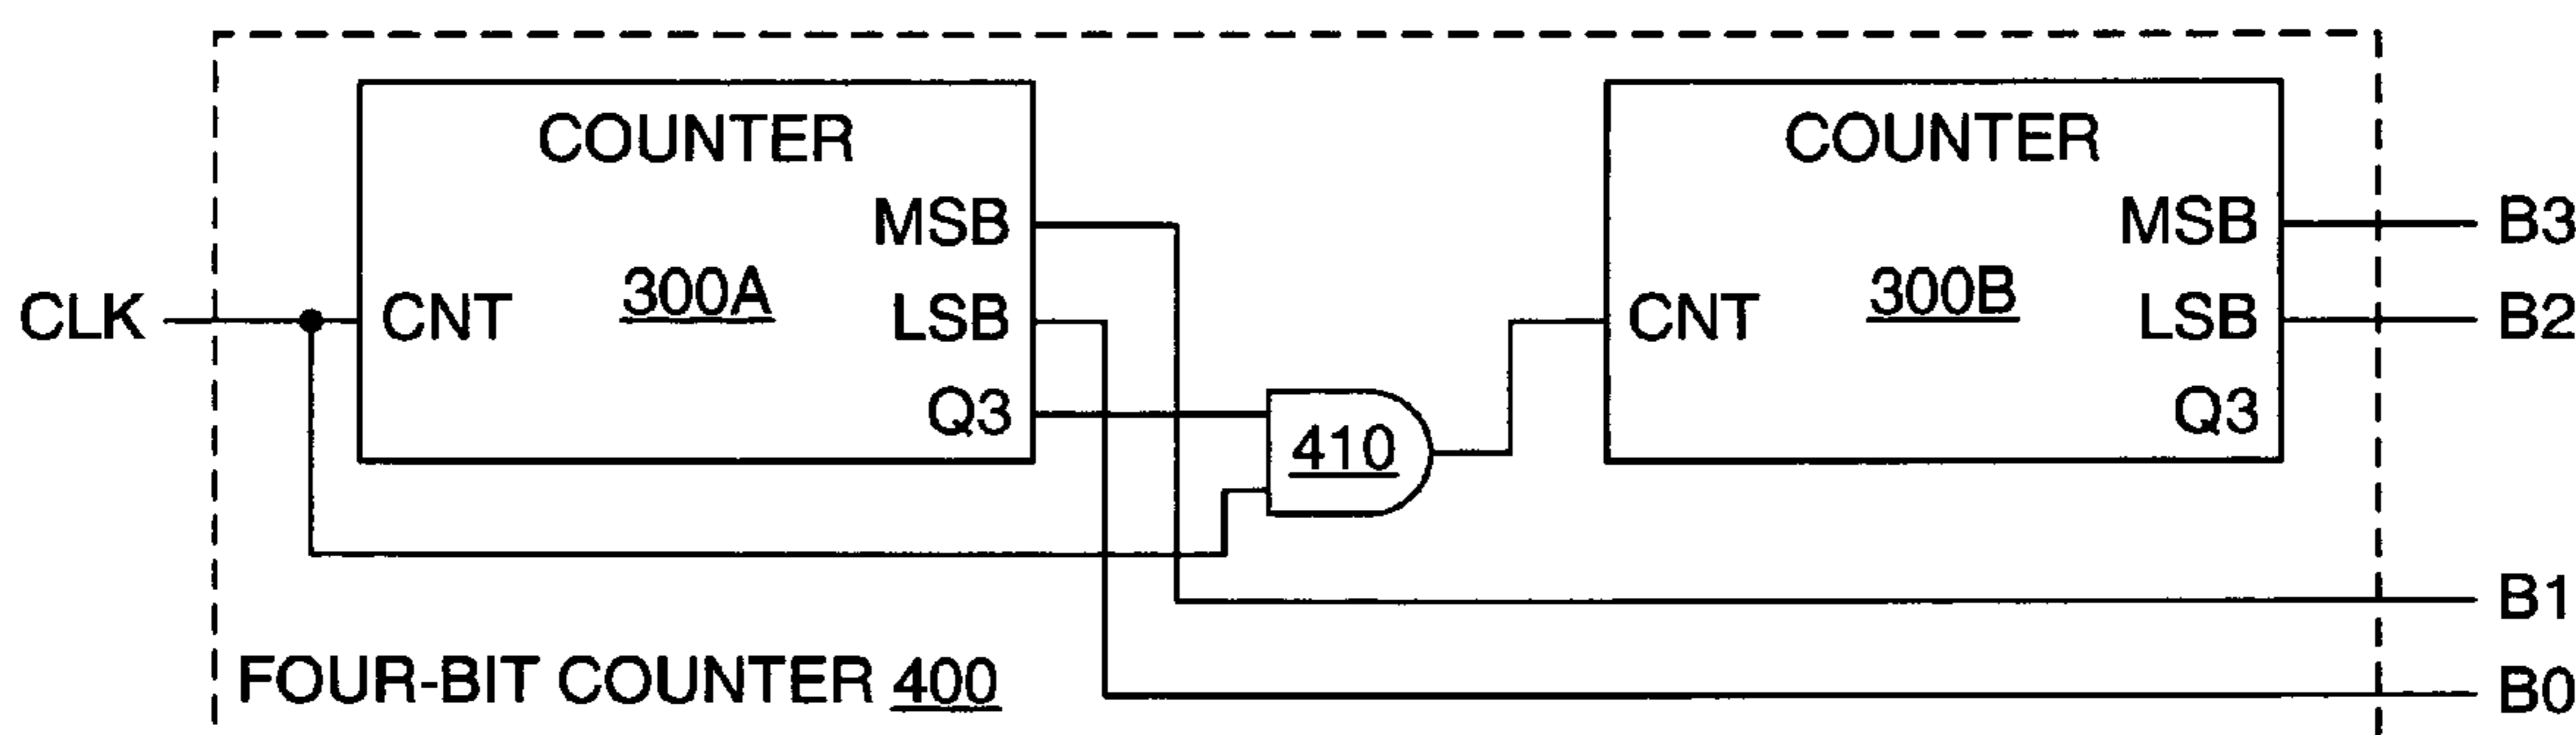 COUNTER
MSB
LSB
Q3
CNT
300A
CLK
410
COUNTER
MSB
LSB
Q3
CNT
300B
B3
B2
B1
B0
FOUR-BIT COUNTER 400